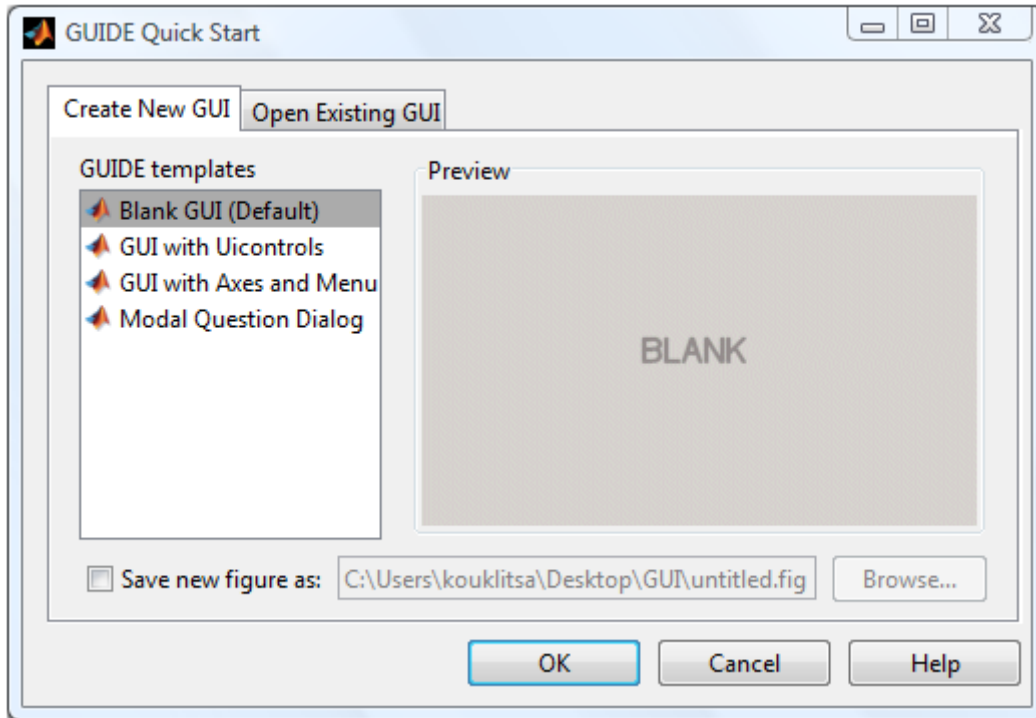 GUIDE Quick Start
Create New GUI
Open Existing GUI
GUIDE templates
Blank GUI (Default)
GUI with Uicontrols
GUI with Axes and Menu
Modal Question Dialog
Preview
BLANK
Save new figure as:
C:\Users\kouklitsa\Desktop\GUI\untitled.fig
Browse...
OK
Cancel
Help